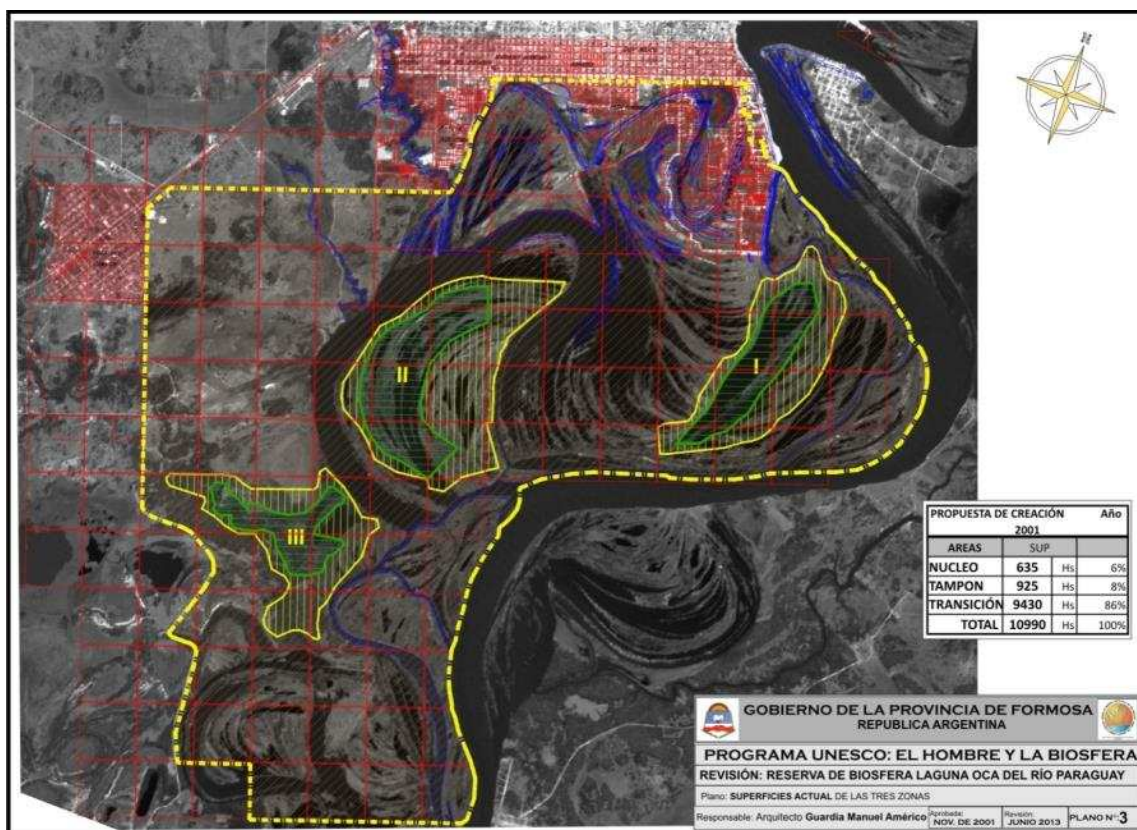 N
I
II
III
PROPUESTA DE CREACIÓN Año
2001
AREAS SUP
NUCLEO 635 Hs 6%
TAMPON 925 Hs 8%
TRANSICIÓN 9430 Hs 86%
TOTAL 10990 Hs 100%
GOBIERNO DE LA PROVINCIA DE FORMOSA
REPUBLICA ARGENTINA
PROGRAMA UNESCO: EL HOMBRE Y LA BIOSFERA
REVISIÓN: RESERVA DE BIOSFERA LAGUNA OCA DEL RÍO PARAGUAY
Plano: SUPERFICIES ACTUAL DE LAS TRES ZONAS
Responsable: Arquitecto Guardia Manuel Américo Aprobada: NOV. DE 2001 Revisión: JUNIO 2013 PLANO N°:3